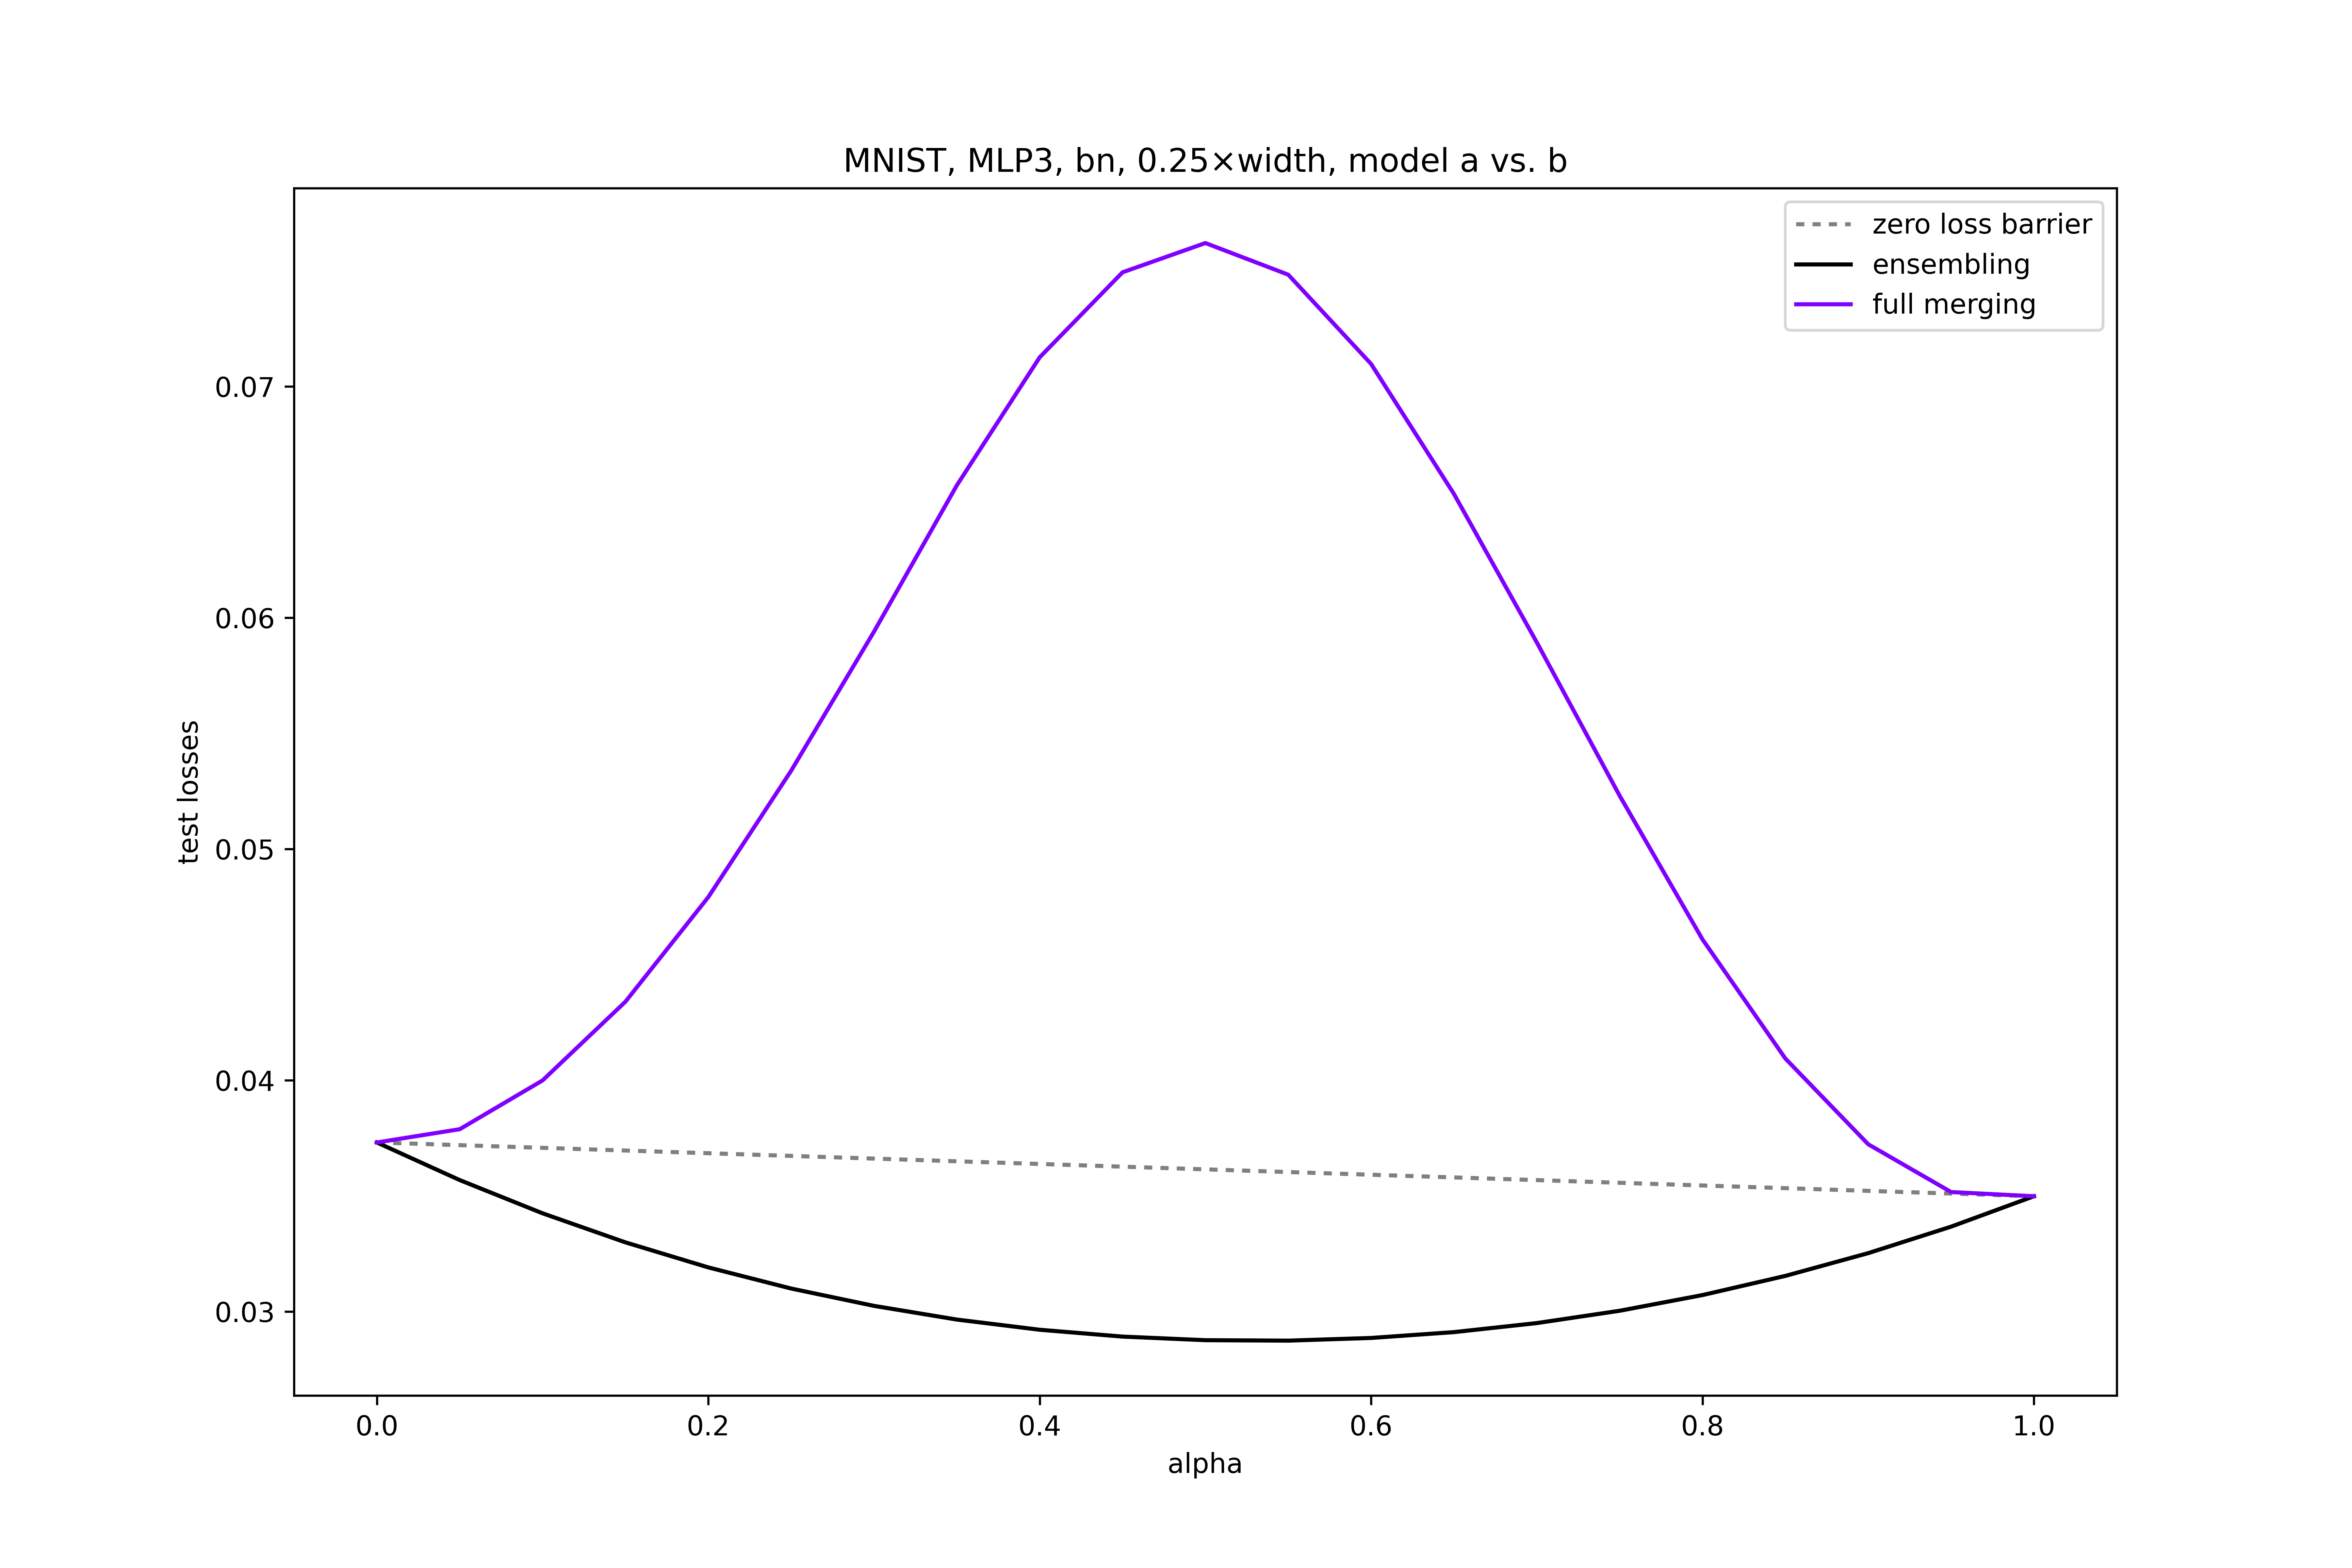 MNIST, MLP3, bn, 0.25×width, model a vs. b
zero loss barrier
ensembling
full merging
0.07
0.06
0.05
0.04
0.03
test losses
0.0
0.2
0.4
0.6
0.8
1.0
alpha